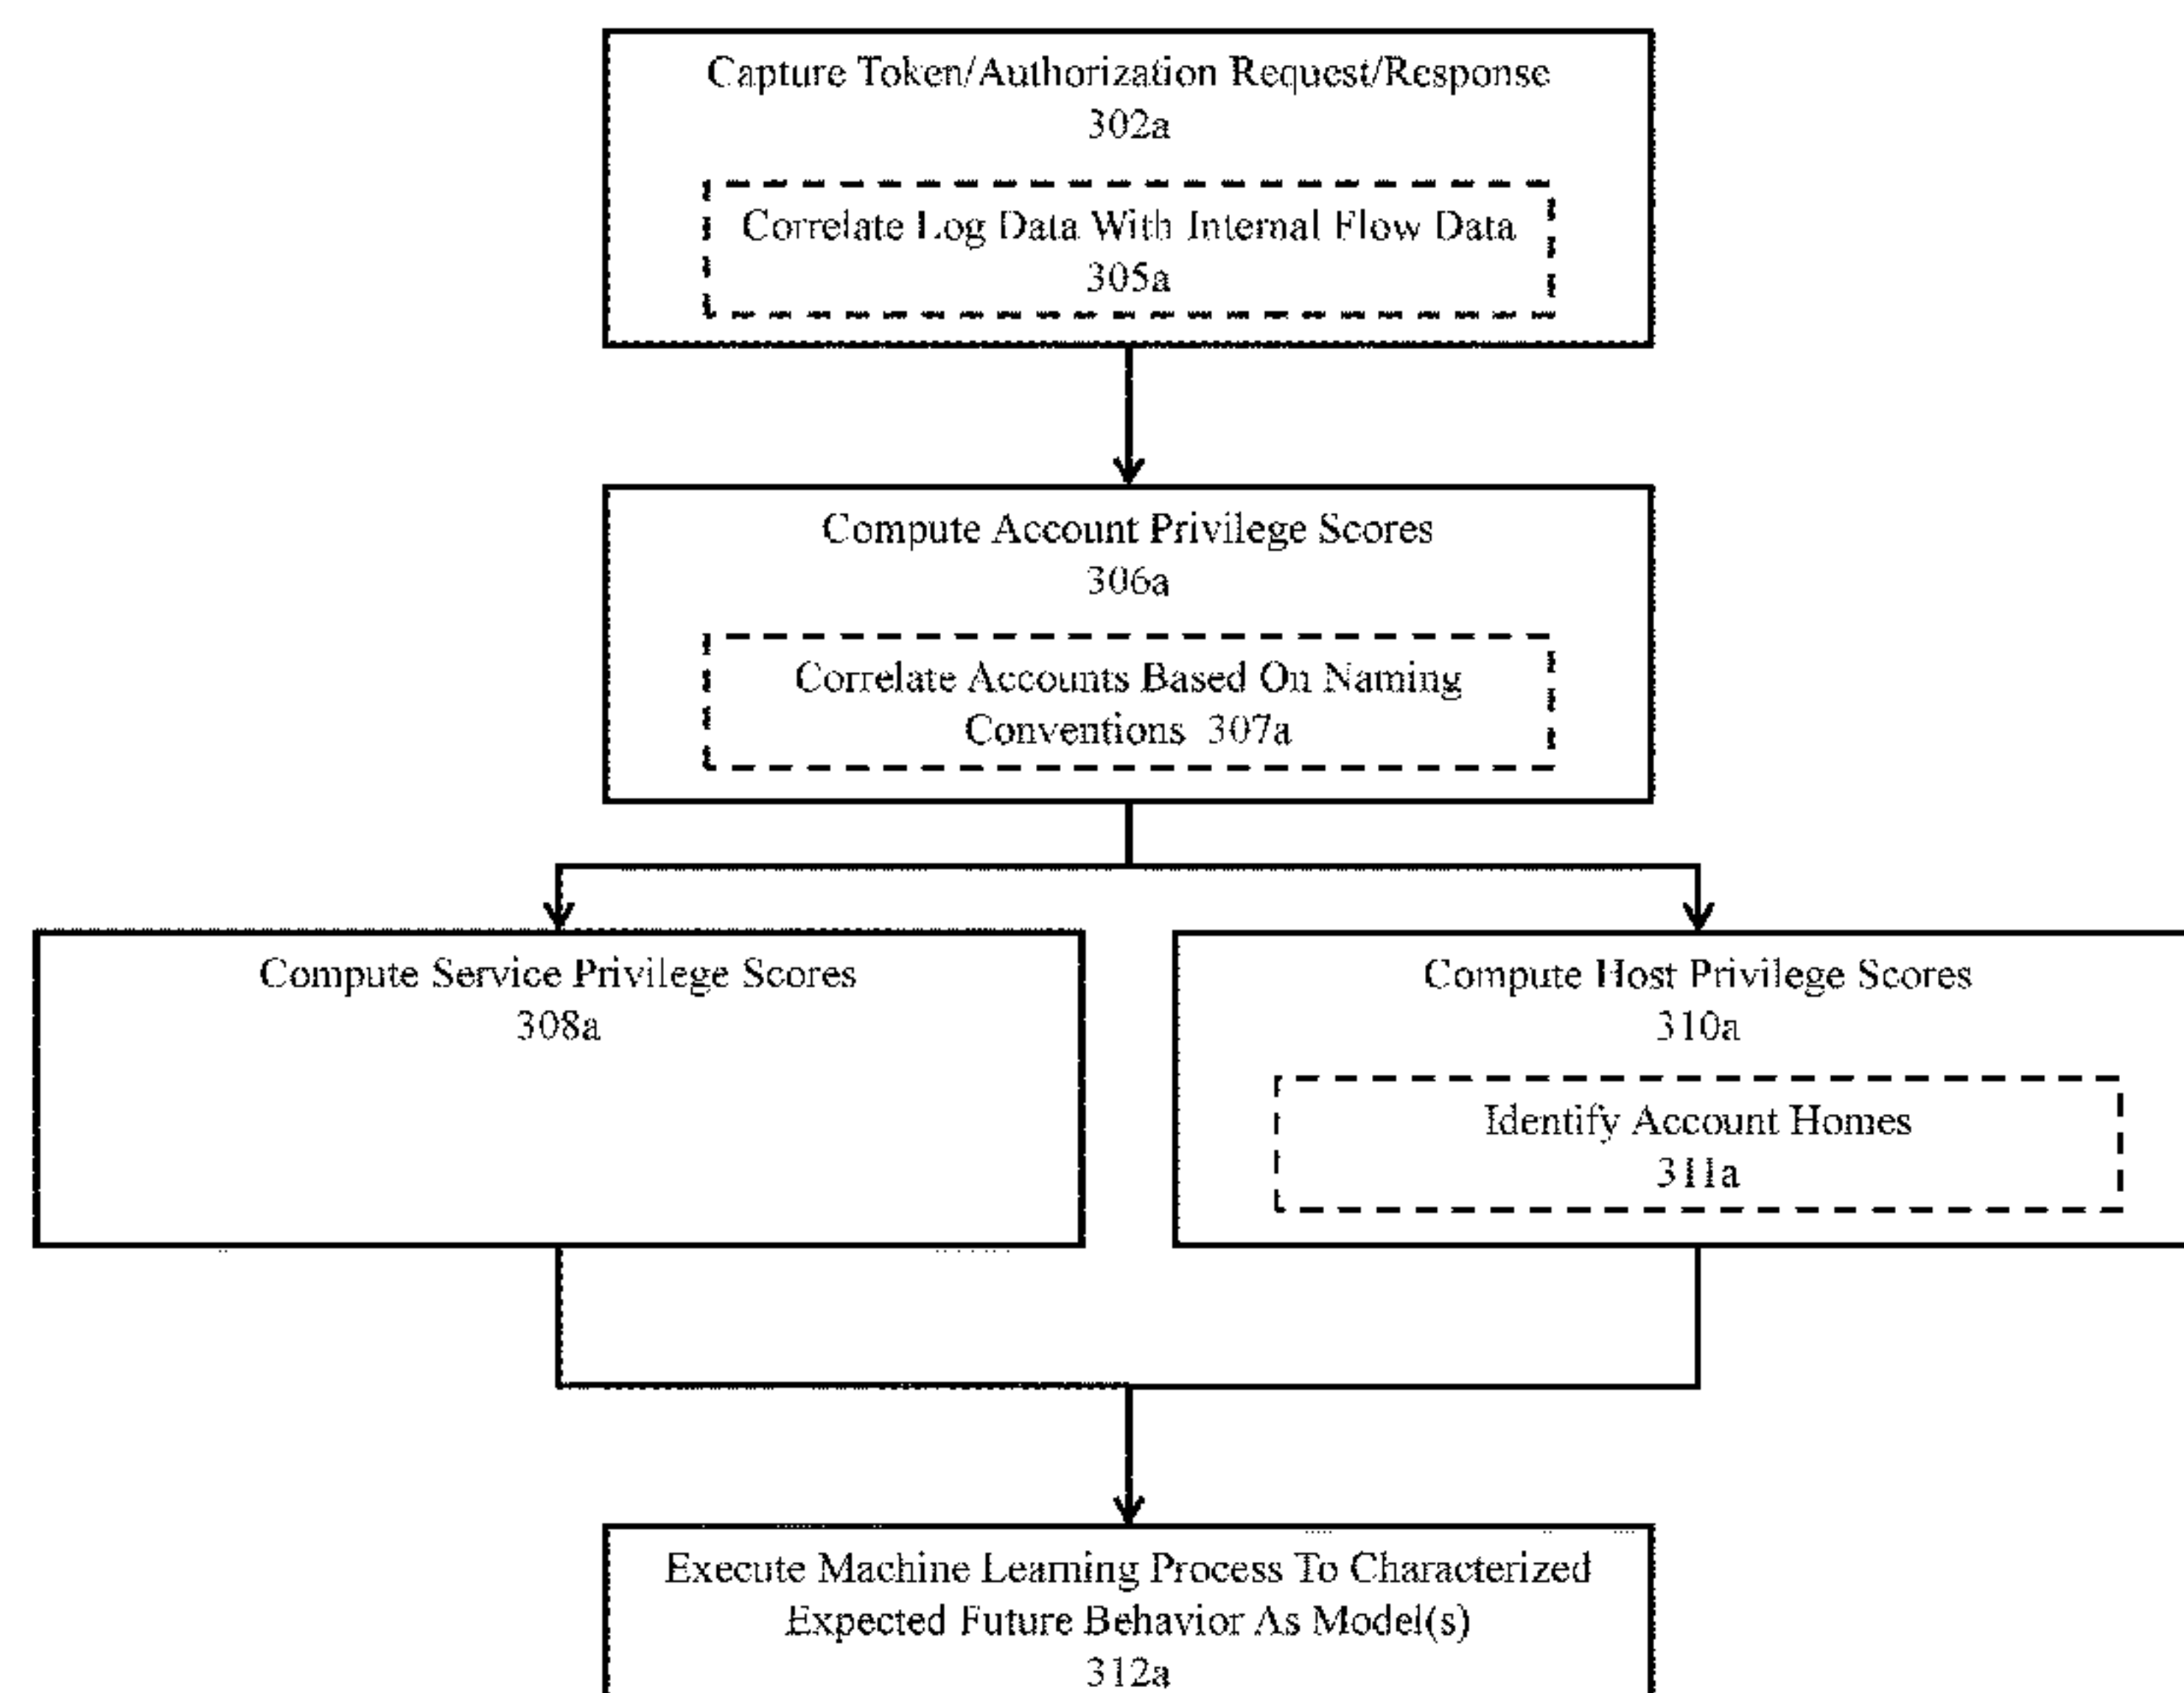 Capture Token/Authorization Request/Response
302a
Correlate Log Data With Internal Flow Data
305a
Compute Account Privilege Scores
306a
Correlate Accounts Based On Naming
Conventions 307a
Compute Service Privilege Scores
308a
Compute Host Privilege Scores
310a
Identify Account Homes
311a
Execute Machine Learning Process To Characterized
Expected Future Behavior As Model(s)
312a